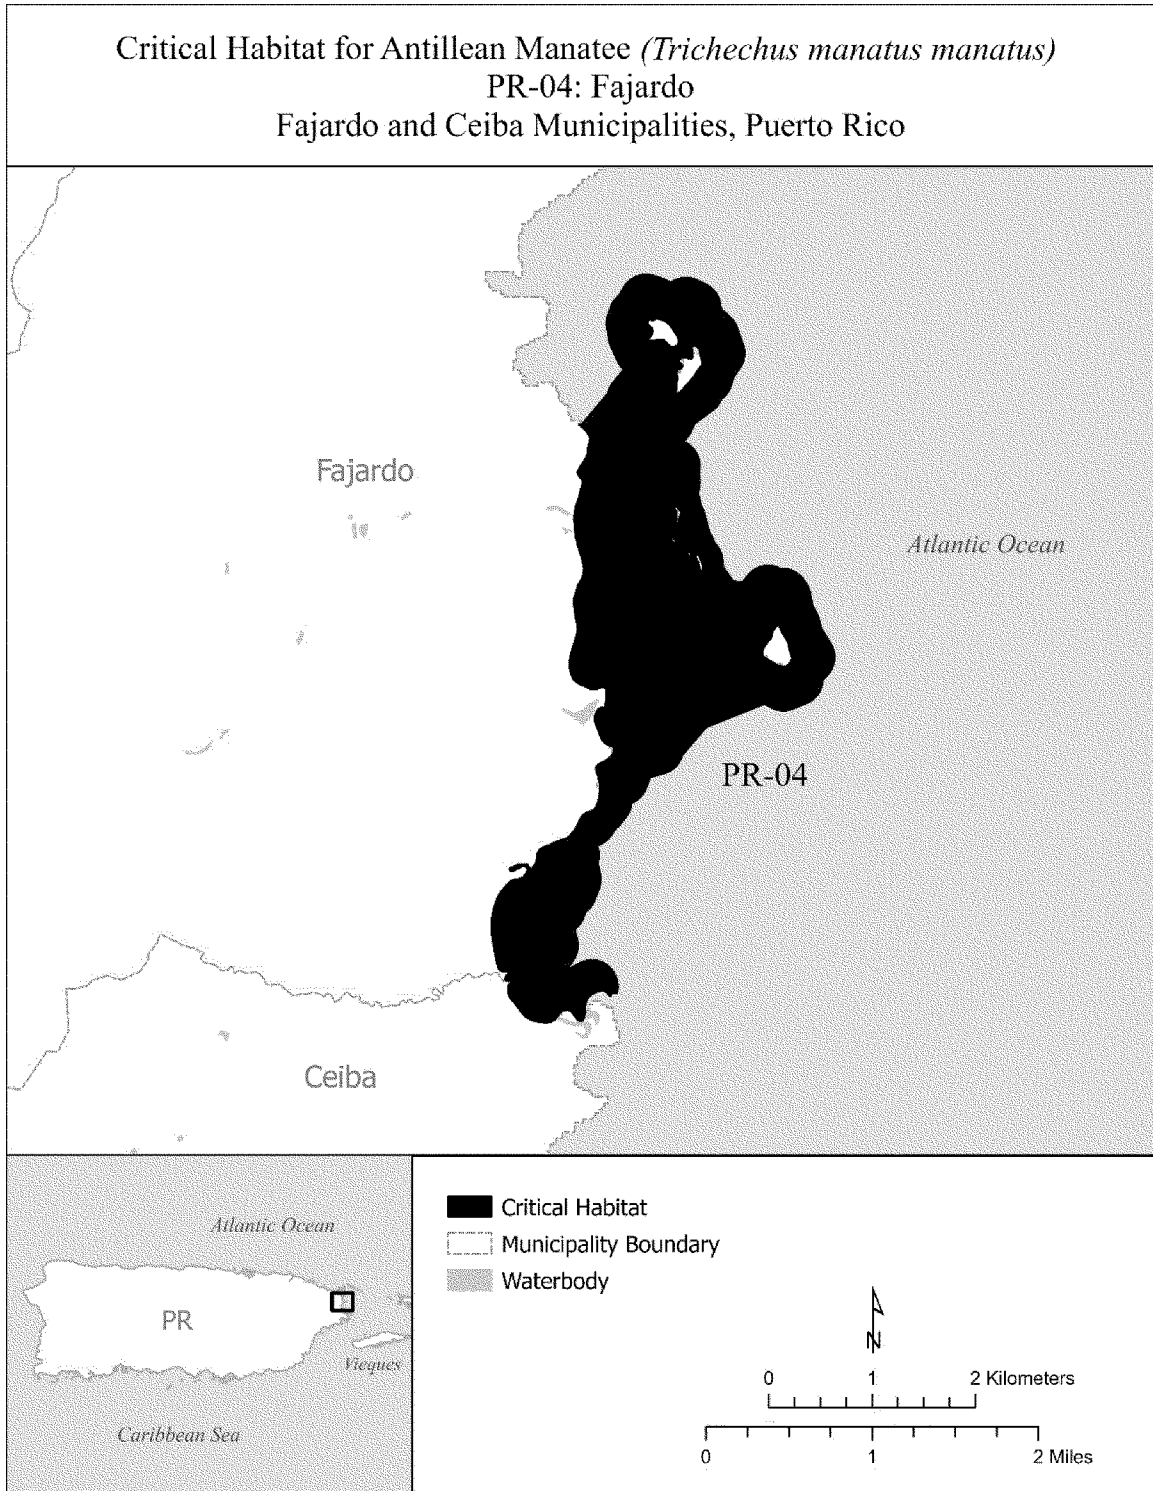 Critical Habitat for Antillean Manatee (Trichechus manatus manatus)
PR-04: Fajardo
Fajardo and Ceiba Municipalities, Puerto Rico
Fajardo
Atlantic Ocean
PR-04
Ceiba
Atlantic Ocean
PR
Vieques
Caribbean Sea
Critical Habitat
Municipality Boundary
Waterbody
N
0 1 2 Kilometers
0 1 2 Miles